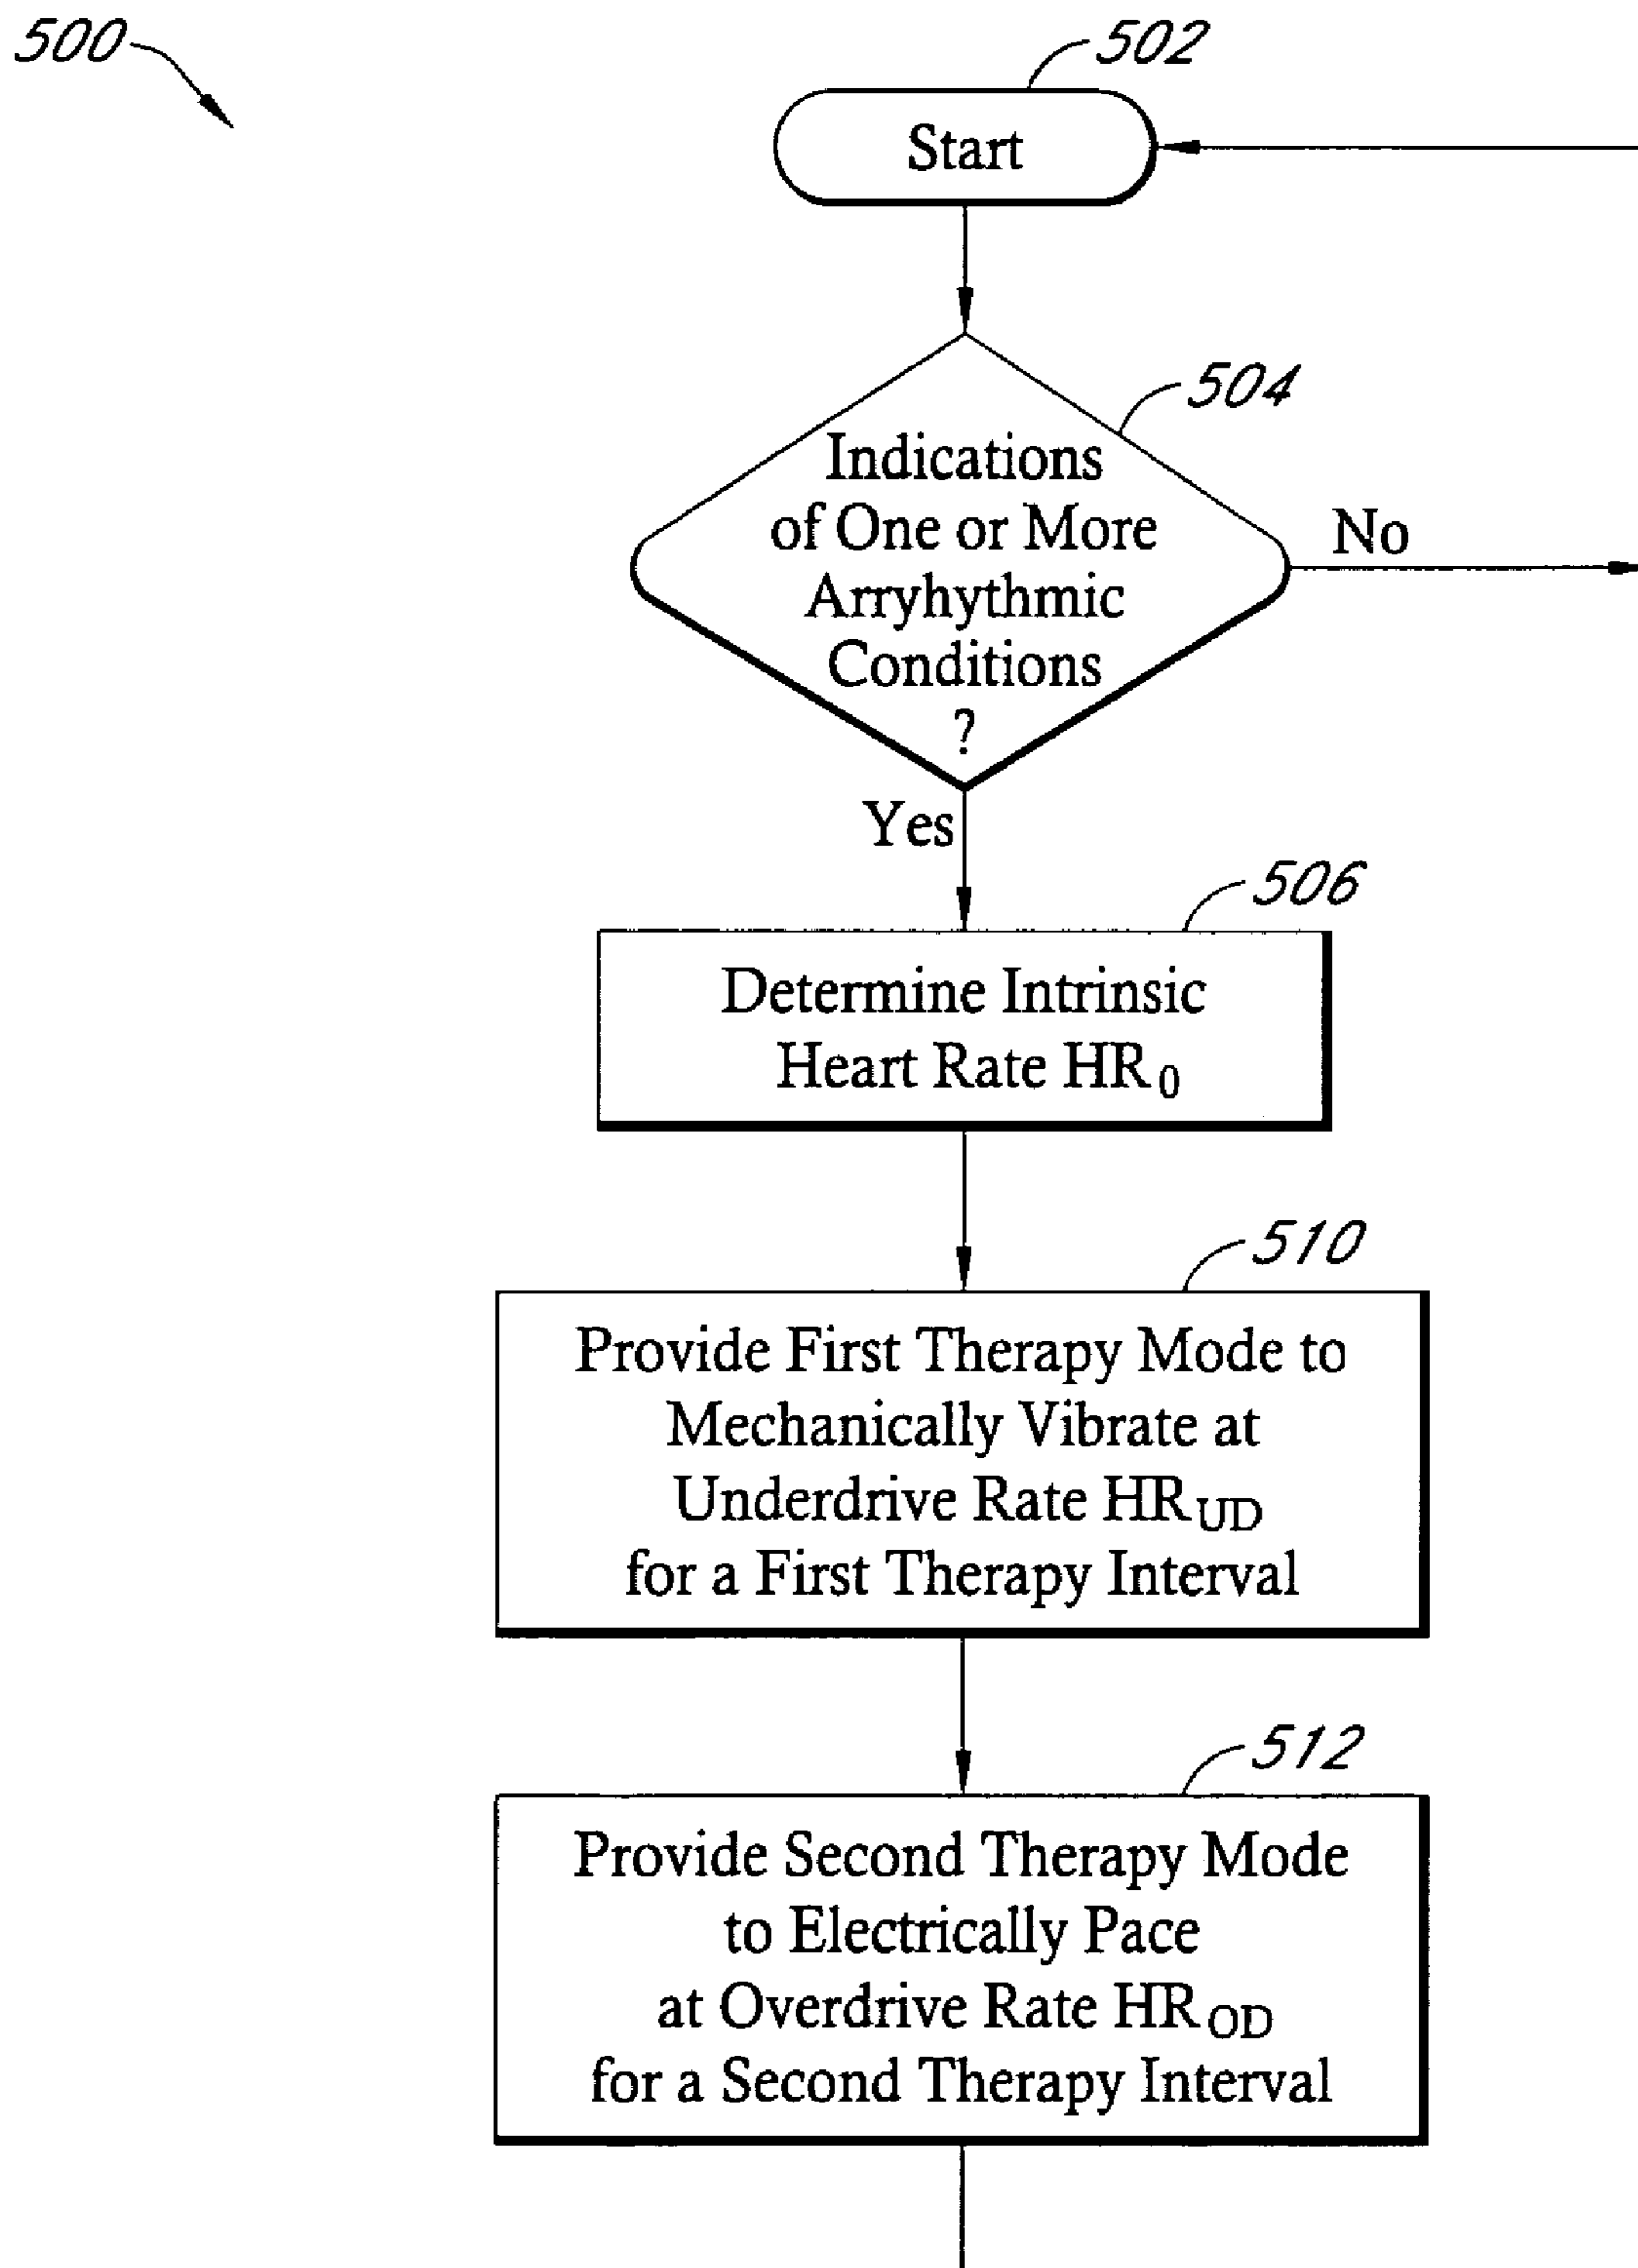 500
502
Start
504
Indications
of One or More
Arryhythmic
Conditions
?
No
Yes
506
Determine Intrinsic
Heart Rate HR0
510
Provide First Therapy Mode to
Mechanically Vibrate at
Underdrive Rate HRUD
for a First Therapy Interval
512
Provide Second Therapy Mode
to Electrically Pace
at Overdrive Rate HROD
for a Second Therapy Interval